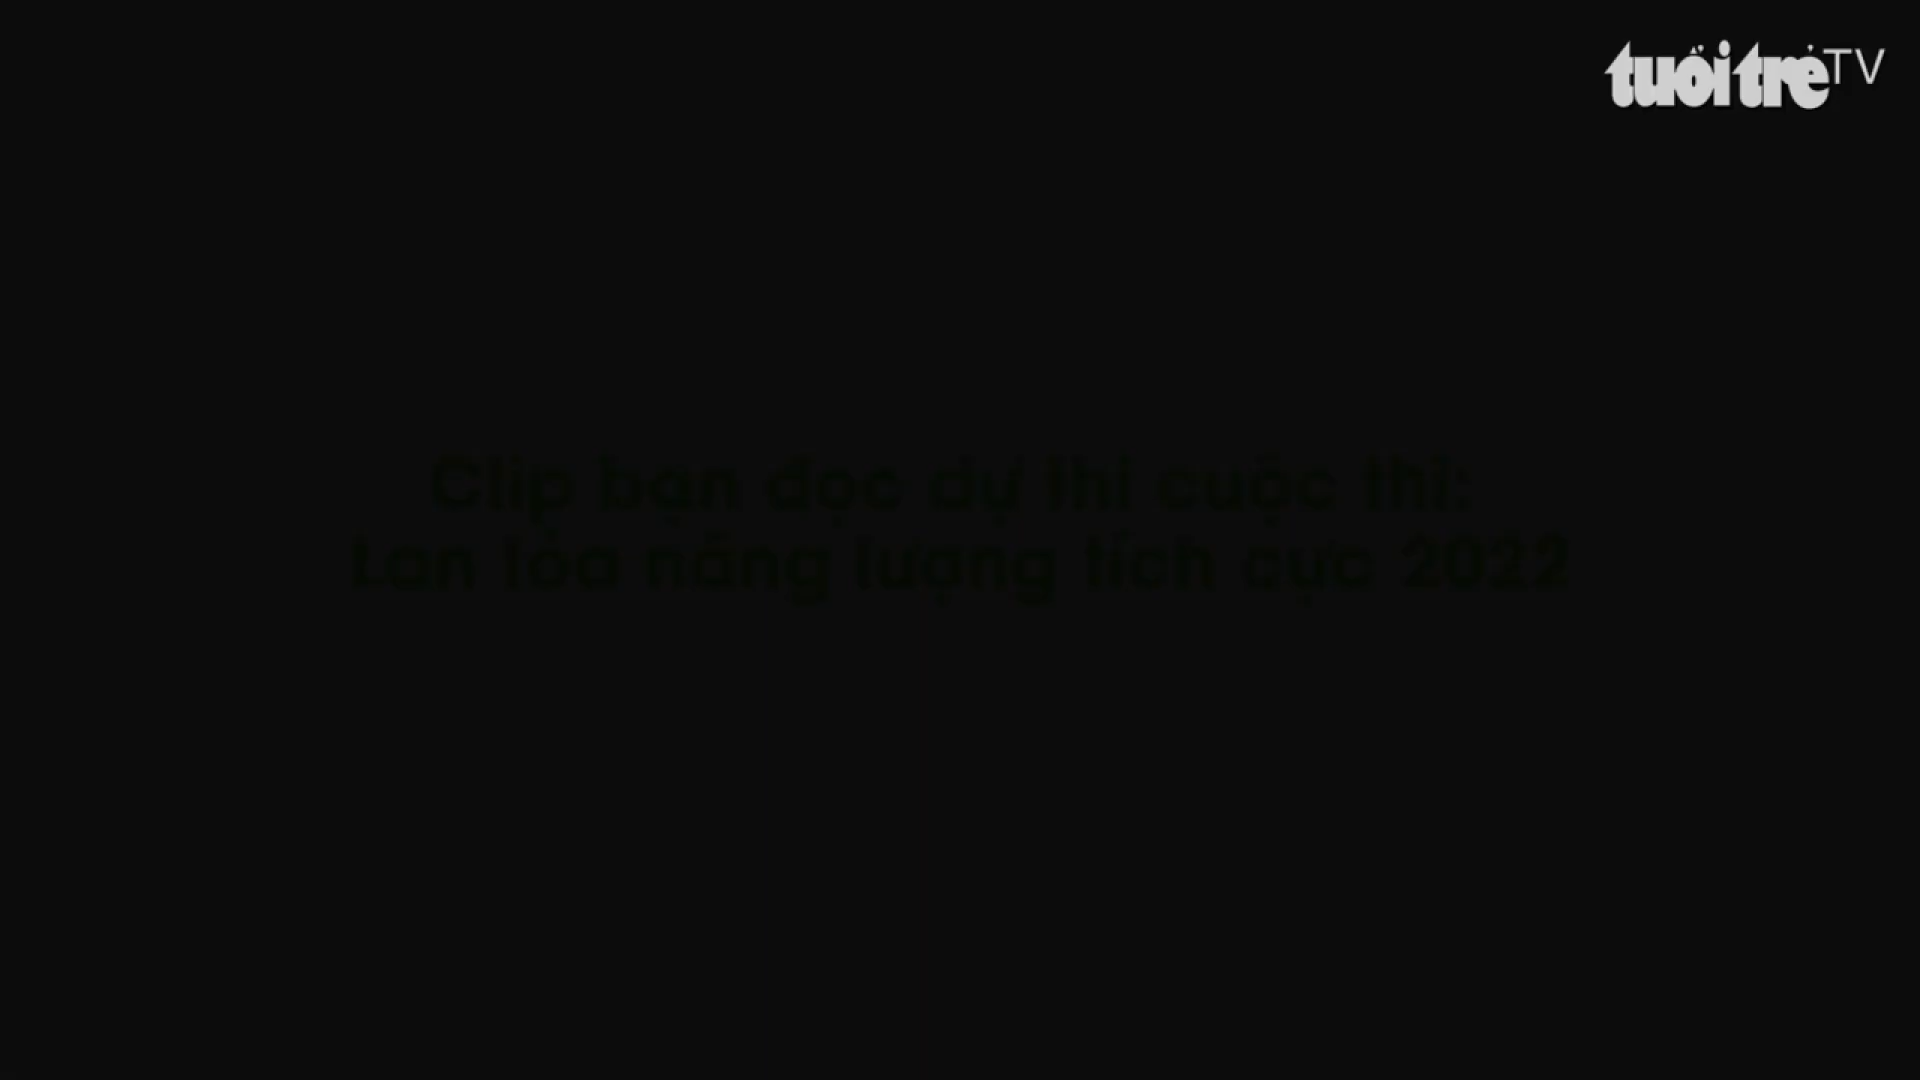 tuổi trẻ TV
Clip bạn đọc dự thi cuộc thi:
Lan tỏa năng lượng tích cực 2022